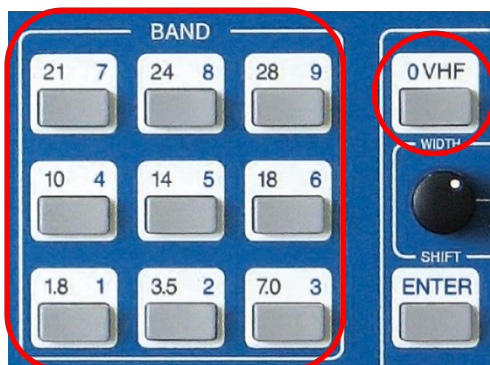 BAND
21 7 24 8 28 9 0 VHF
WIDTH
10 4 14 5 18 6
SHIFT
1.8 1 3.5 2 7.0 3 ENTER